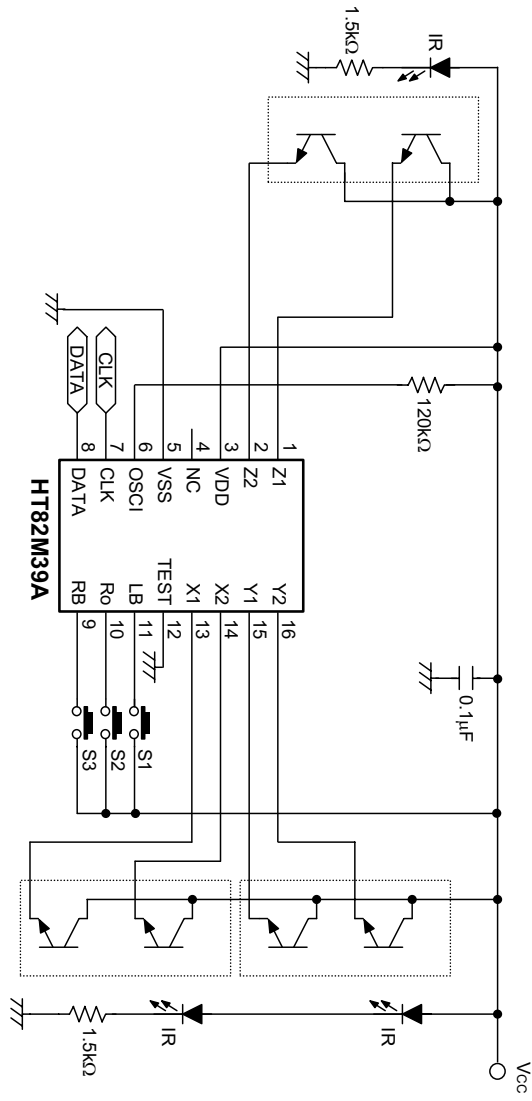 IR
1.5kΩ
120kΩ
0.1μF
VCC
1 Z1
2 Z2
3 VDD
4 NC
5 VSS
6 OSCI
7 CLK
8 DATA
CLK
DATA
Y2 16
Y1 15
X2 14
X1 13
TEST 12
LB 11
Ro 10
RB 9
HT82M39A
S1
S2
S3
IR
IR
1.5kΩ